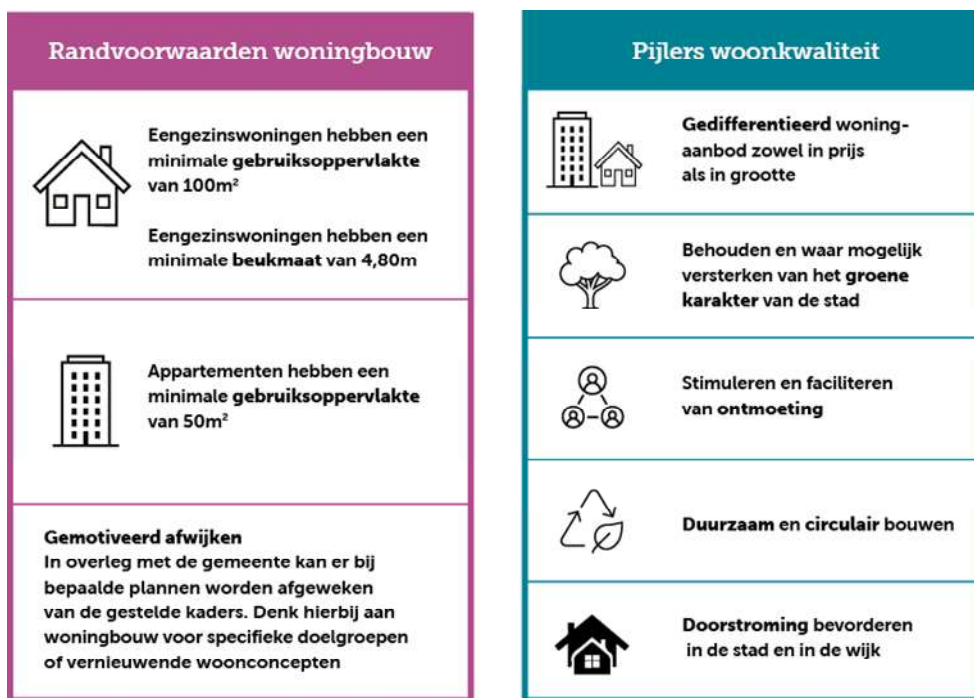 Randvoorwaarden woningbouw
Eengezinswoningen hebben een
minimale gebruiksoppervlakte
van 100m²
Eengezinswoningen hebben een
minimale beukmaat van 4,80m
Appartementen hebben een
minimale gebruiksoppervlakte
van 50m²
Gemotiveerd afwijken
In overleg met de gemeente kan er bij
bepaalde plannen worden afgeweken
van de gestelde kaders. Denk hierbij aan
woningbouw voor specifieke doelgroepen
of vernieuwende woonconcepten
Pijlers woonkwaliteit
Gedifferentieerd woning-
aanbod zowel in prijs
als in grootte
Behouden en waar mogelijk
versterken van het groene
karakter van de stad
Stimuleren en faciliteren
van ontmoeting
Duurzaam en circulair bouwen
Doorstroming bevorderen
in de stad en in de wijk